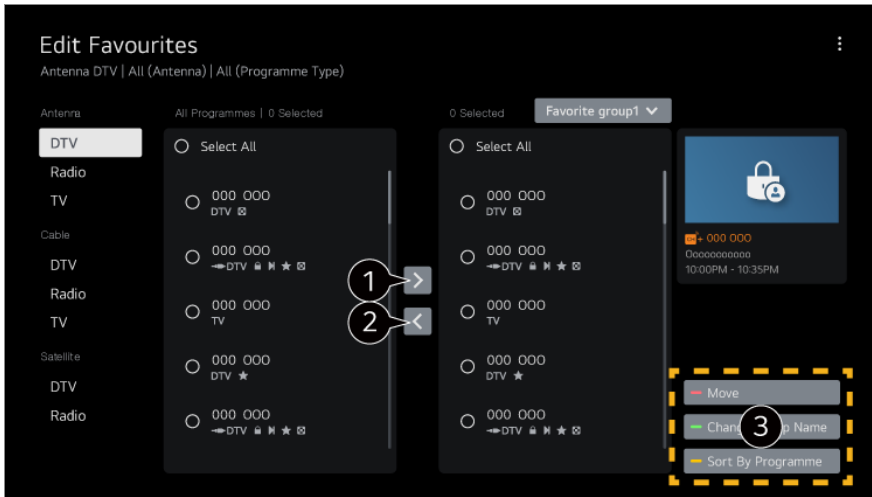 Edit Favourites
Antenna DTV | All (Antenna) | All (Programme Type)
Antenna
DTV
Radio
TV
Cable
DTV
Radio
TV
Satellite
DTV
Radio
All Programmes | 0 Selected
Select All
000 000
DTV
000 000
DTV
000 000
TV
000 000
DTV
000 000
DTV
1
2
0 Selected
Favorite group1
Select All
000 000
DTV
000 000
DTV
000 000
TV
000 000
DTV
000 000
DTV
CH+ 000 000
Ooooooooooo
10:00PM - 10:35PM
Move
3
Name
Sort By Programme